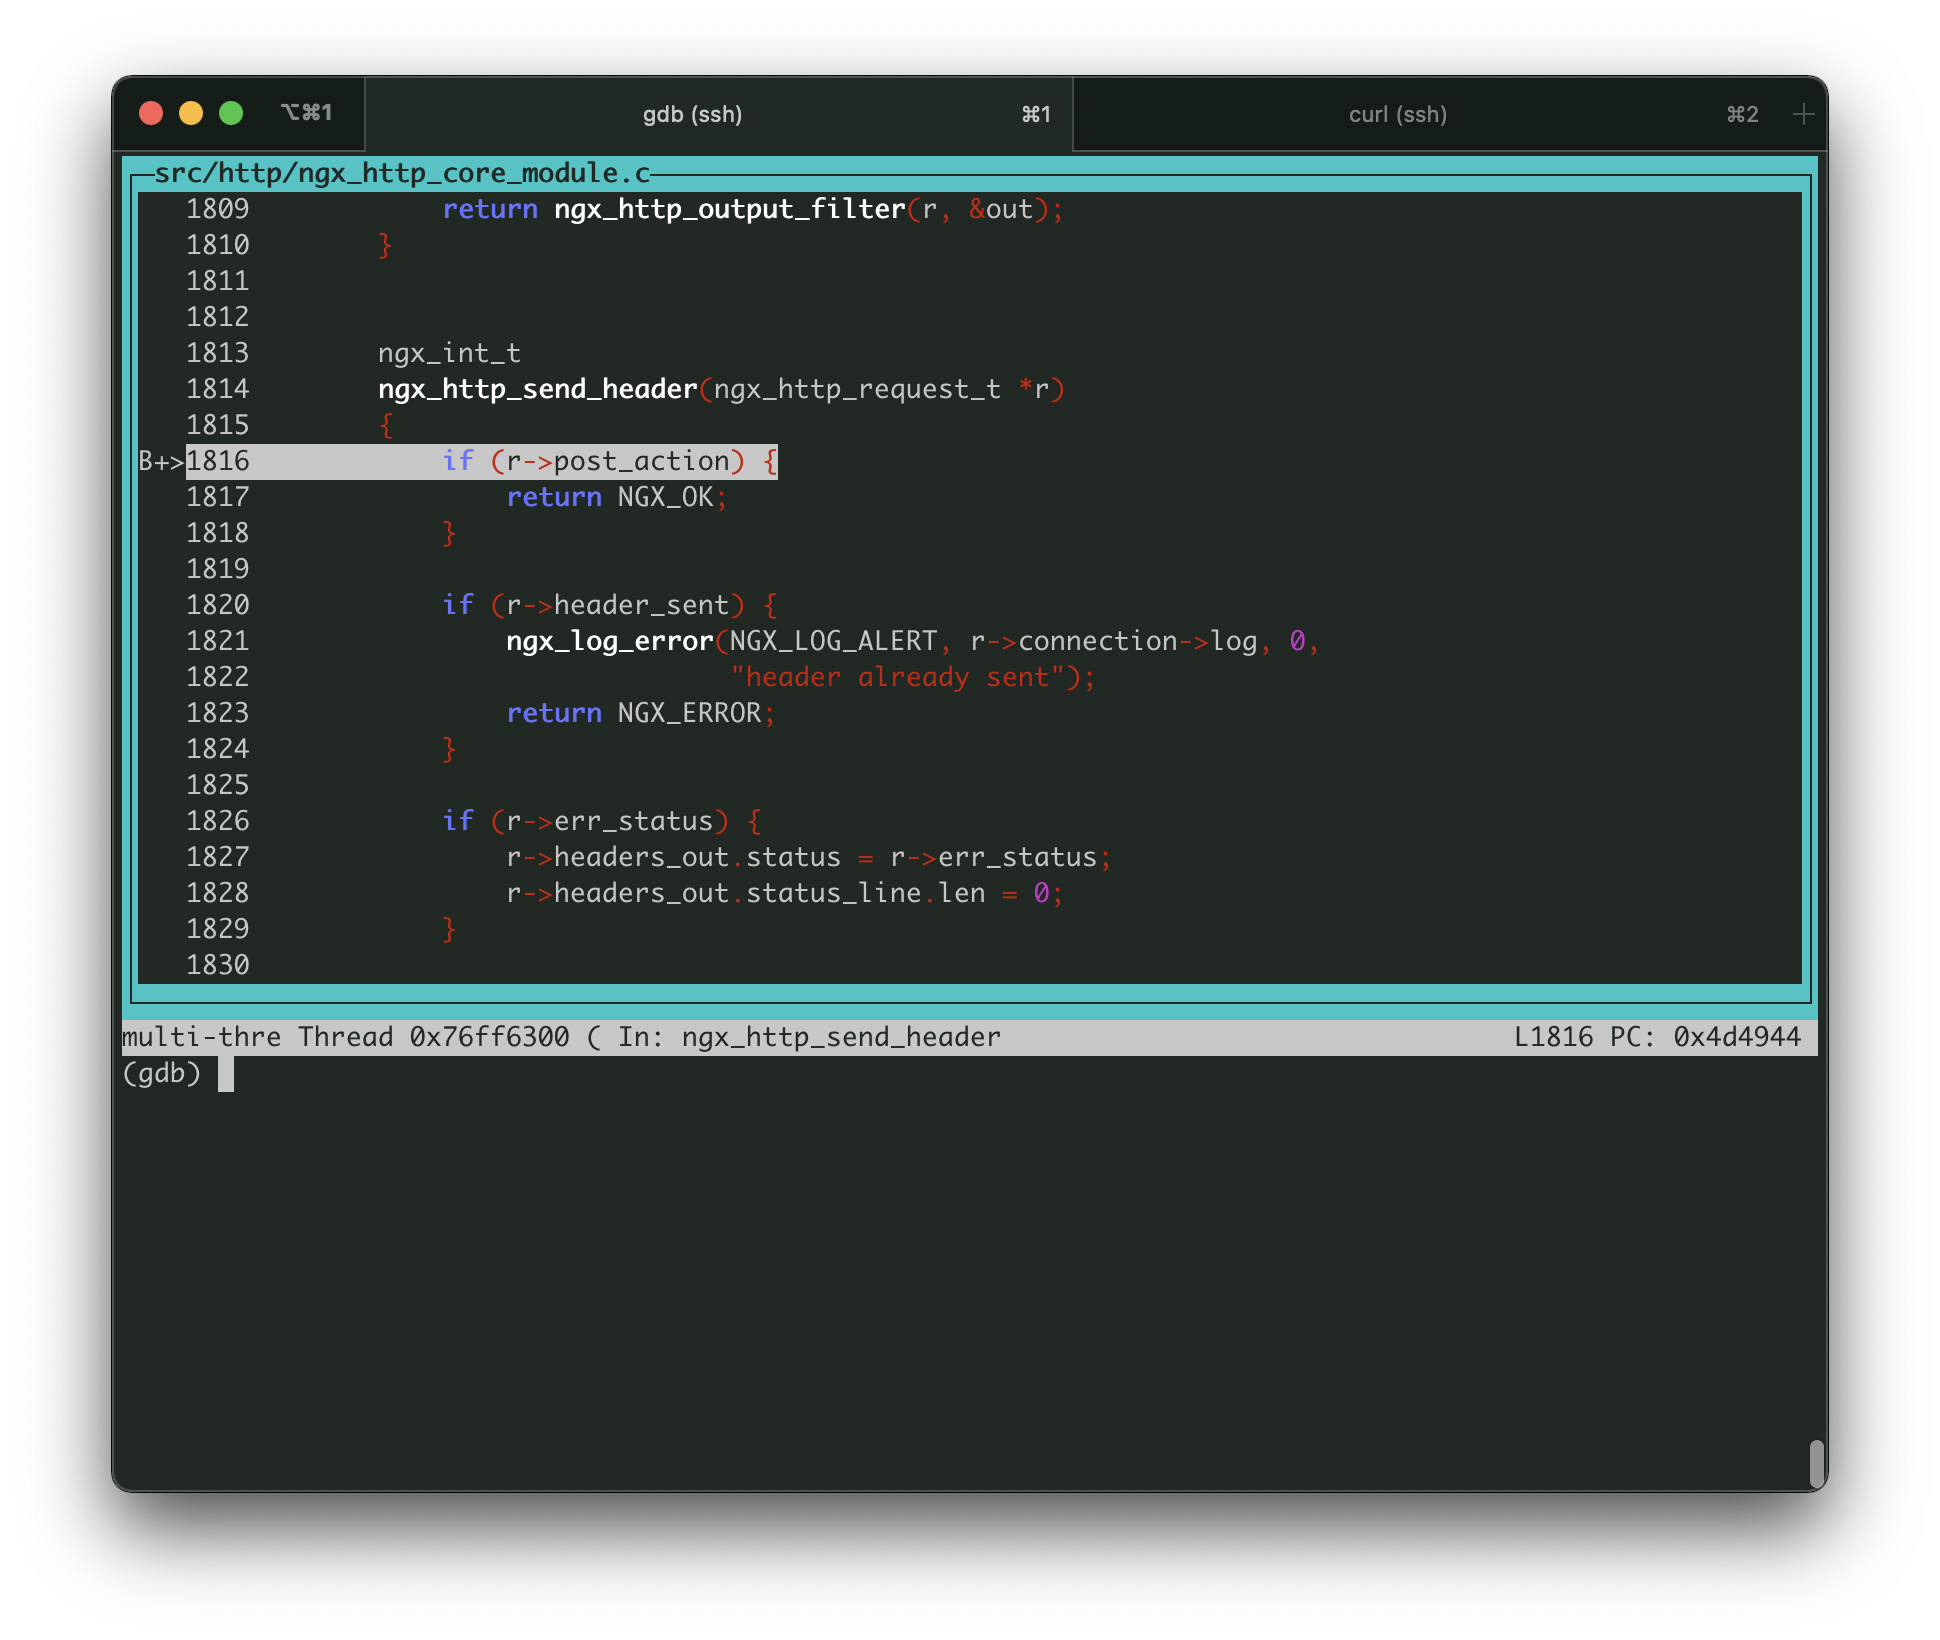 ⌥⌘1 gdb (ssh) ⌘1 curl (ssh) ⌘2 +
src/http/ngx_http_core_module.c
1809            return ngx_http_output_filter(r, &out);
1810        }
1811
1812
1813        ngx_int_t
1814        ngx_http_send_header(ngx_http_request_t *r)
1815        {
B+>1816            if (r->post_action) {
1817                return NGX_OK;
1818            }
1819
1820            if (r->header_sent) {
1821                ngx_log_error(NGX_LOG_ALERT, r->connection->log, 0,
1822                              "header already sent");
1823                return NGX_ERROR;
1824            }
1825
1826            if (r->err_status) {
1827                r->headers_out.status = r->err_status;
1828                r->headers_out.status_line.len = 0;
1829            }
1830
multi-thre Thread 0x76ff6300 ( In: ngx_http_send_header L1816 PC: 0x4d4944
(gdb)